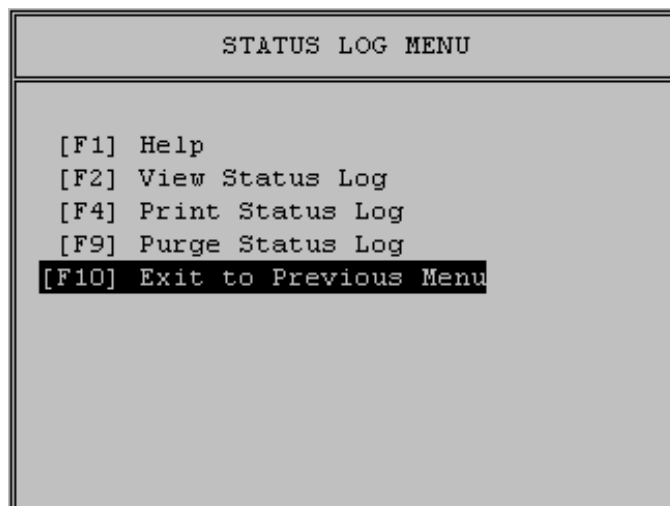 STATUS LOG MENU
[F1] Help
[F2] View Status Log
[F4] Print Status Log
[F9] Purge Status Log
[F10] Exit to Previous Menu